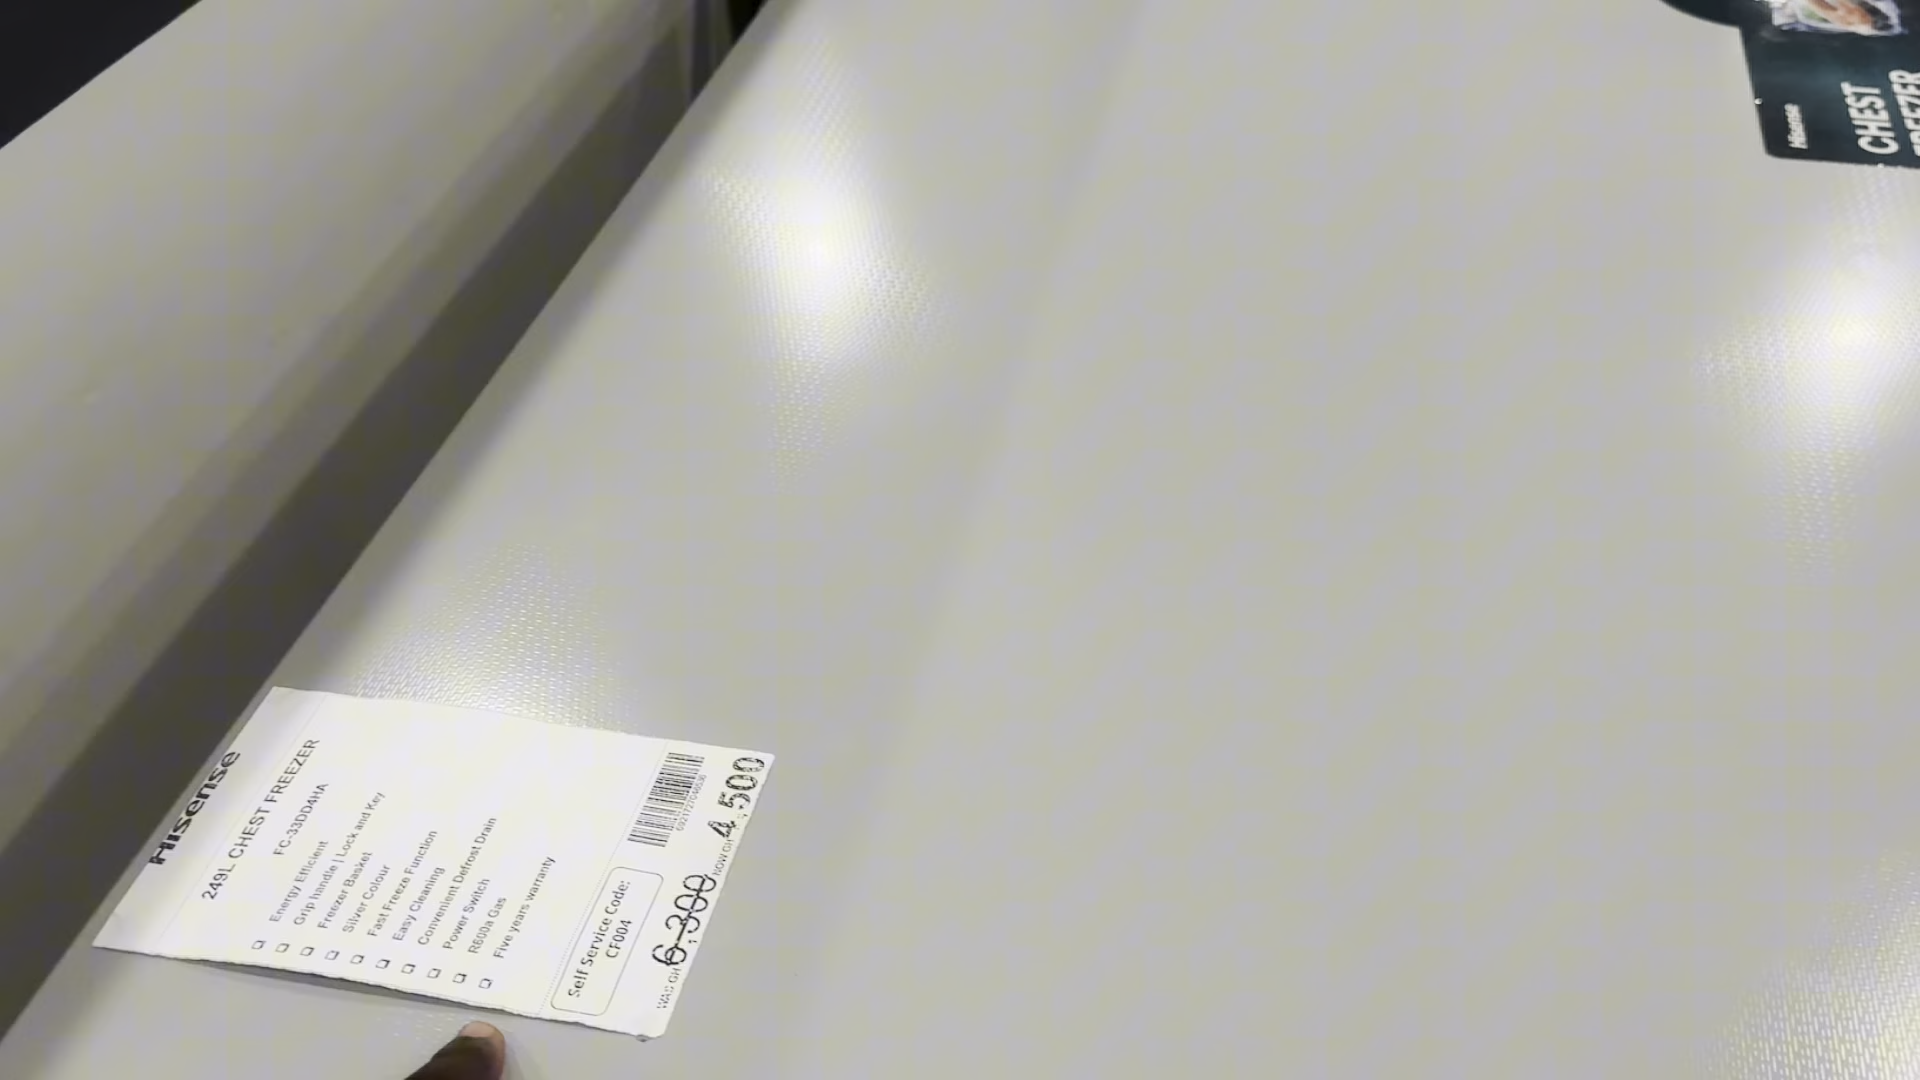 Hisense
249L CHEST FREEZER
FC-33DD4HA
Energy Efficient
Grip handle | Lock and Key
Freezer Basket
Silver Colour
Fast Freeze Function
Easy Cleaning
Convenient Defrost Drain
Power Switch
R600a Gas
Five years warranty
Self Service Code:
CF004
WAS GH 6,300 NOW GH 4,500
Hisense
CHEST
FREEZER